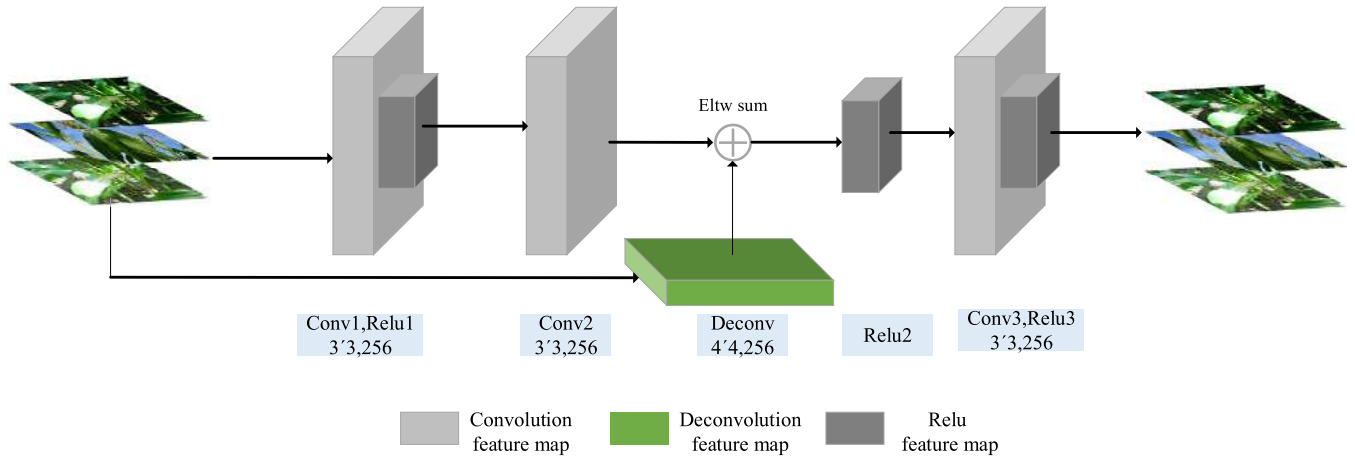 Eltw sum
Conv1,Relu1
3´3,256
Conv2
3´3,256
Deconv
4´4,256
Relu2
Conv3,Relu3
3´3,256
Convolution
feature map
Deconvolution
feature map
Relu
feature map